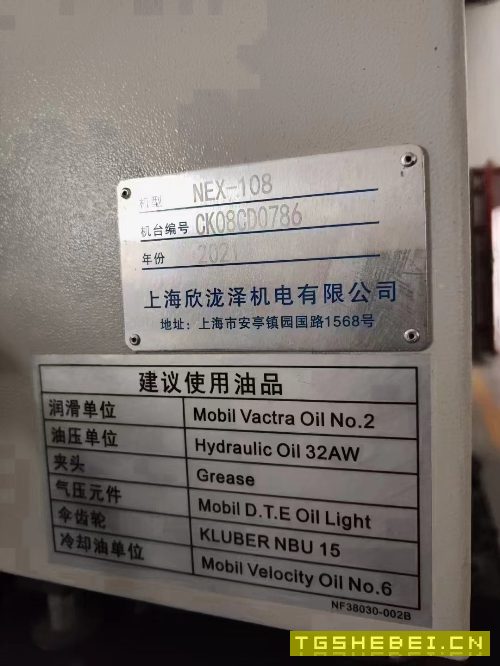 机型 NEX-108
机台编号 CK08CD0786
年份 2021
上海欣泷泽机电有限公司
地址: 上海市安亭镇园国路1568号
建议使用油品
润滑单位 Mobil Vactra Oil No.2
油压单位 Hydraulic Oil 32AW
夹头 Grease
气压元件 Mobil D.T.E Oil Light
伞齿轮 KLUBER NBU 15
冷却油单位 Mobil Velocity Oil No.6
NF38030-002B
TGSHEBEI.CN